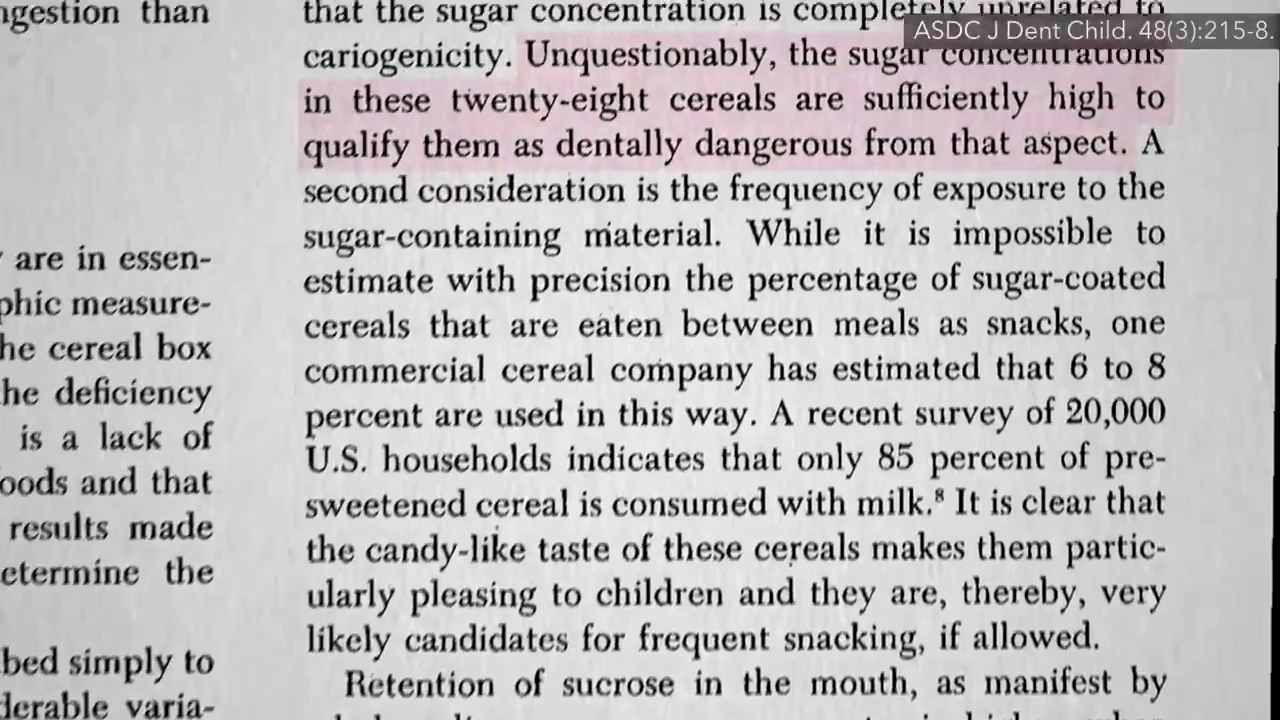 ngestion than
are in essen-
phic measure-
he cereal box
he deficiency
is a lack of
oods and that
results made
etermine the
bed simply to
derable varia-
that the sugar concentration is completely unrelated to
cariogenicity. Unquestionably, the sugar concentrations
in these twenty-eight cereals are sufficiently high to
qualify them as dentally dangerous from that aspect. A
second consideration is the frequency of exposure to the
sugar-containing material. While it is impossible to
estimate with precision the percentage of sugar-coated
cereals that are eaten between meals as snacks, one
commercial cereal company has estimated that 6 to 8
percent are used in this way. A recent survey of 20,000
U.S. households indicates that only 85 percent of pre-
sweetened cereal is consumed with milk.⁸ It is clear that
the candy-like taste of these cereals makes them partic-
ularly pleasing to children and they are, thereby, very
likely candidates for frequent snacking, if allowed.
Retention of sucrose in the mouth, as manifest by
ASDC J Dent Child. 48(3):215-8.